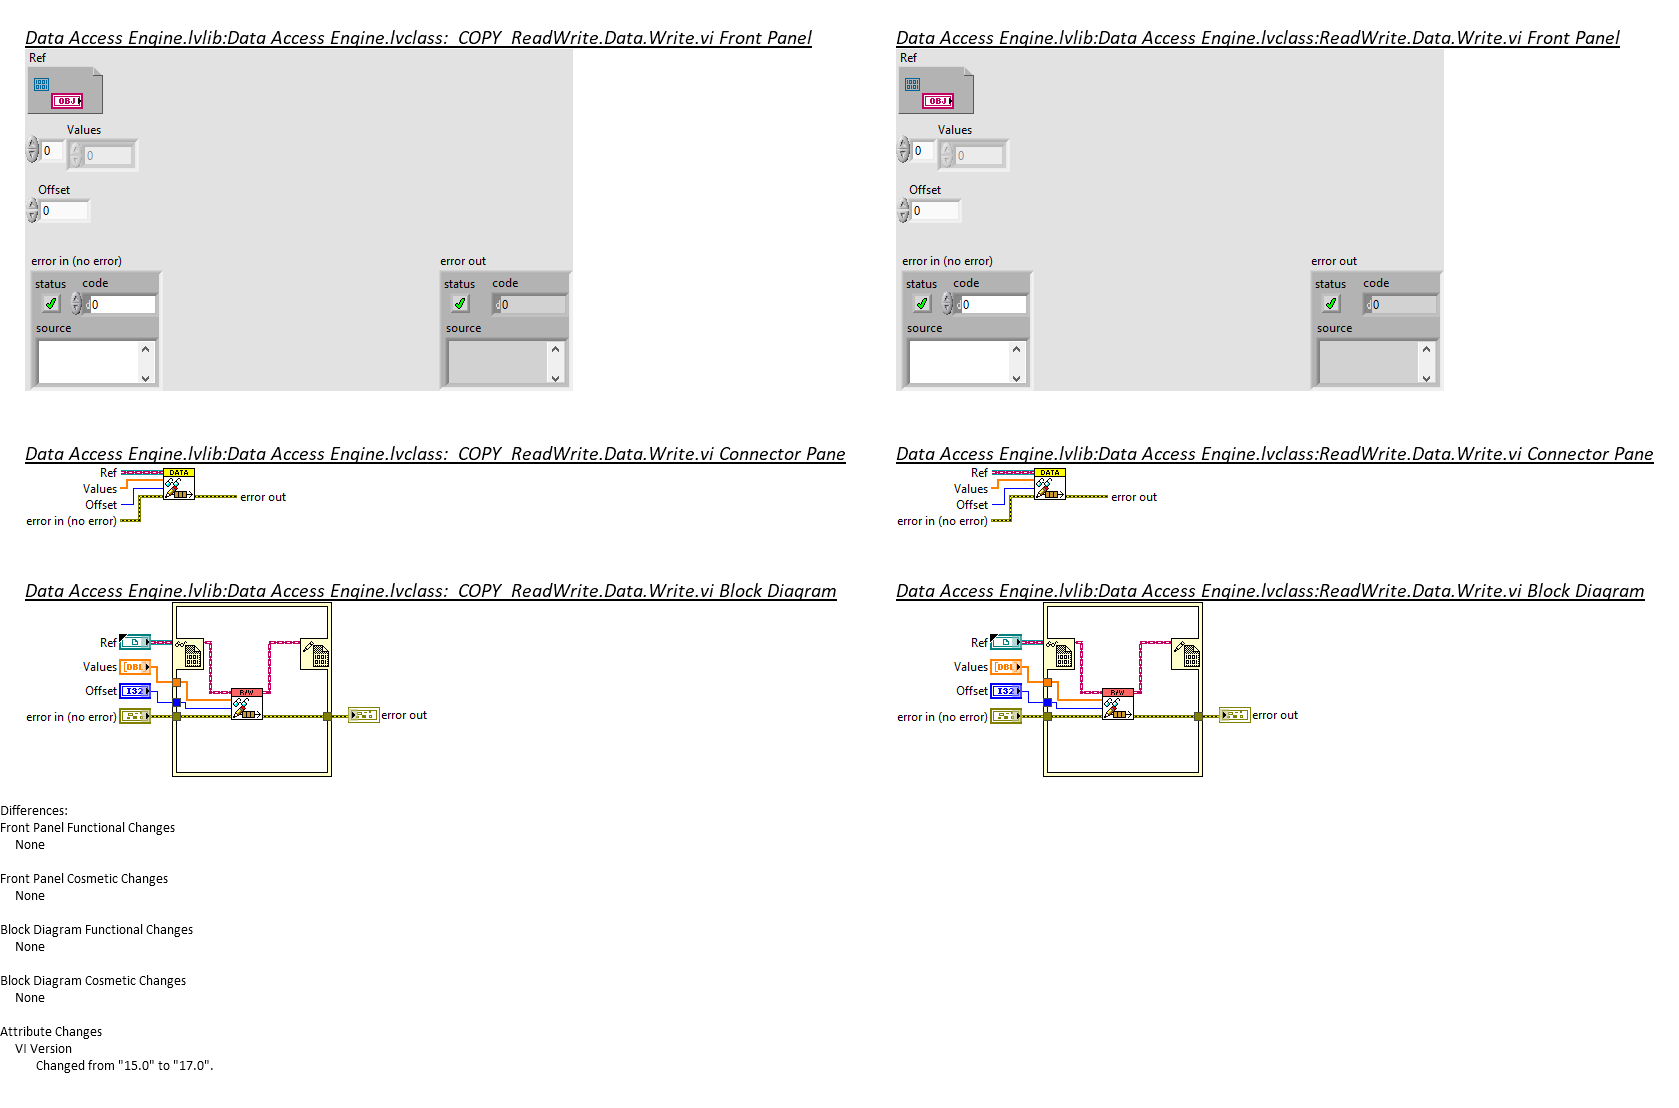 Data Access Engine.lvlib:Data Access Engine.lvclass:_COPY_ReadWrite.Data.Write.vi Front Panel
Ref
OBJ
Values
0
0
Offset
0
error in (no error)
status code
0
source
error out
status code
0
source
Data Access Engine.lvlib:Data Access Engine.lvclass:ReadWrite.Data.Write.vi Front Panel
Ref
OBJ
Values
0
0
Offset
0
error in (no error)
status code
0
source
error out
status code
0
source
Data Access Engine.lvlib:Data Access Engine.lvclass:_COPY_ReadWrite.Data.Write.vi Connector Pane
Ref
DATA
Values
Offset
error out
error in (no error)
Data Access Engine.lvlib:Data Access Engine.lvclass:ReadWrite.Data.Write.vi Connector Pane
Ref
DATA
Values
Offset
error out
error in (no error)
Data Access Engine.lvlib:Data Access Engine.lvclass:_COPY_ReadWrite.Data.Write.vi Block Diagram
Ref
Values
DBL
Offset
I32
R/W
error in (no error)
error out
Data Access Engine.lvlib:Data Access Engine.lvclass:ReadWrite.Data.Write.vi Block Diagram
Ref
Values
DBL
Offset
I32
R/W
error in (no error)
error out
Differences:
Front Panel Functional Changes
None
Front Panel Cosmetic Changes
None
Block Diagram Functional Changes
None
Block Diagram Cosmetic Changes
None
Attribute Changes
VI Version
Changed from "15.0" to "17.0".